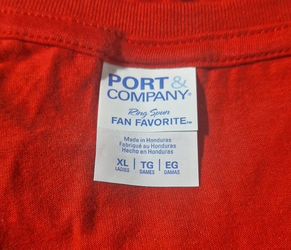 PORT &
COMPANY®
Ring Spun
FAN FAVORITE™
Made in Honduras
Fabriqué au Honduras
Hecho en Honduras
XL | TG | EG
LADIES DAMES DAMAS